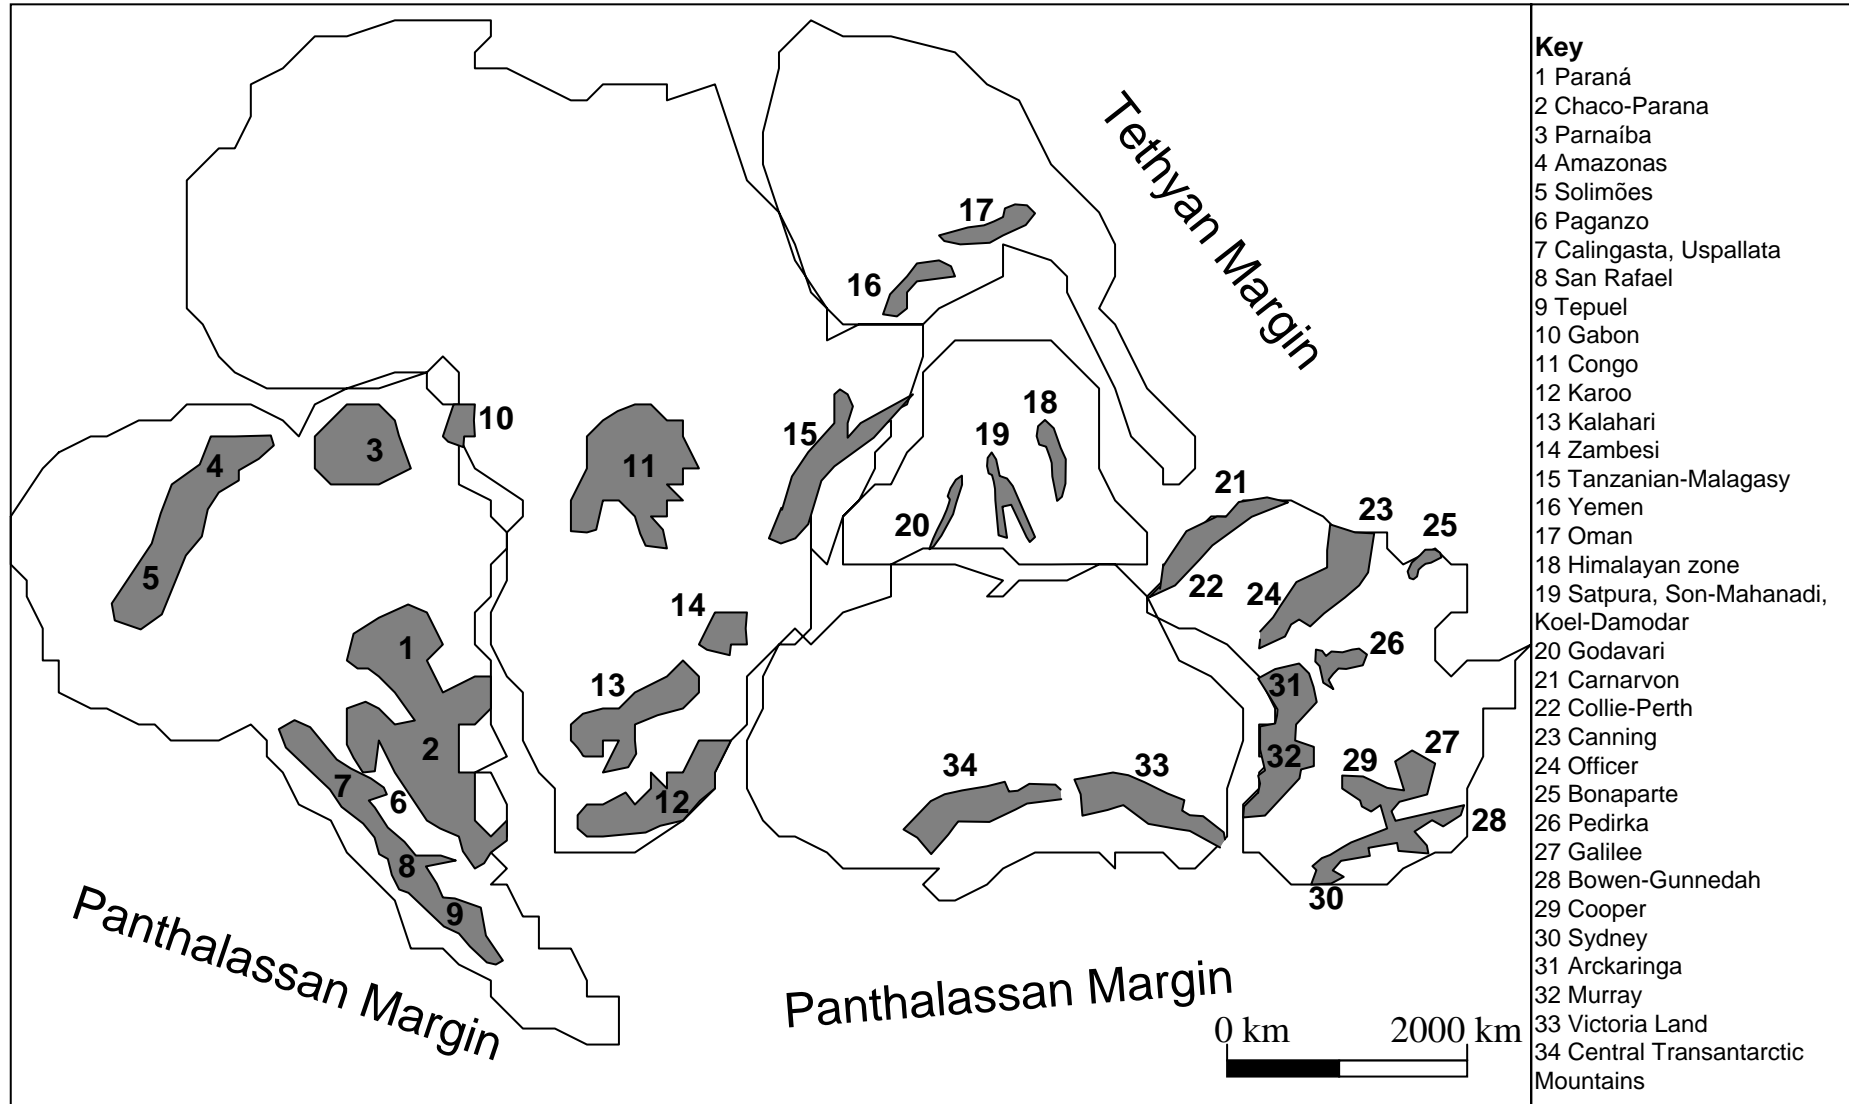 Key
1 Paraná
2 Chaco-Parana
3 Parnaíba
4 Amazonas
5 Solimões
6 Paganzo
7 Calingasta, Uspallata
8 San Rafael
9 Tepuel
10 Gabon
11 Congo
12 Karoo
13 Kalahari
14 Zambesi
15 Tanzanian-Malagasy
16 Yemen
17 Oman
18 Himalayan zone
19 Satpura, Son-Mahanadi,
Koel-Damodar
20 Godavari
21 Carnarvon
22 Collie-Perth
23 Canning
24 Officer
25 Bonaparte
26 Pedirka
27 Galilee
28 Bowen-Gunnedah
29 Cooper
30 Sydney
31 Arckaringa
32 Murray
33 Victoria Land
34 Central Transantarctic
Mountains
Tethyan Margin
17
16
10
3
4
11
15
18
19
20
21
23
25
22
24
5
14
1
26
13
31
2
32
27
29
34
33
7
6
12
28
8
30
9
Panthalassan Margin
Panthalassan Margin
0 km
2000 km